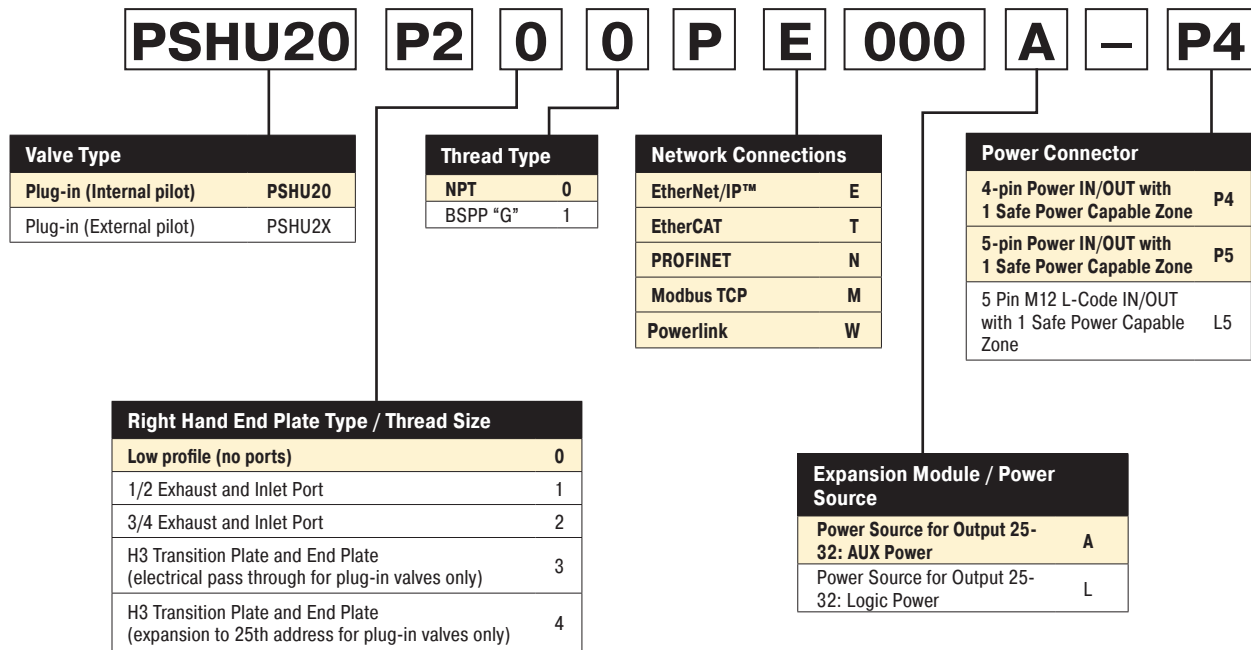 PSHU20 P2 0 0 P E 000 A – P4
Valve Type
Plug-in (Internal pilot) PSHU20
Plug-in (External pilot) PSHU2X
Thread Type
NPT 0
BSPP “G” 1
Network Connections
EtherNet/IP™ E
EtherCAT T
PROFINET N
Modbus TCP M
Powerlink W
Power Connector
4-pin Power IN/OUT with
1 Safe Power Capable Zone P4
5-pin Power IN/OUT with
1 Safe Power Capable Zone P5
5 Pin M12 L-Code IN/OUT
with 1 Safe Power Capable L5
Zone
Right Hand End Plate Type / Thread Size
Low profile (no ports) 0
1/2 Exhaust and Inlet Port 1
3/4 Exhaust and Inlet Port 2
H3 Transition Plate and End Plate
(electrical pass through for plug-in valves only) 3
H3 Transition Plate and End Plate
(expansion to 25th address for plug-in valves only) 4
Expansion Module / Power
Source
Power Source for Output 25-
32: AUX Power A
Power Source for Output 25-
32: Logic Power L